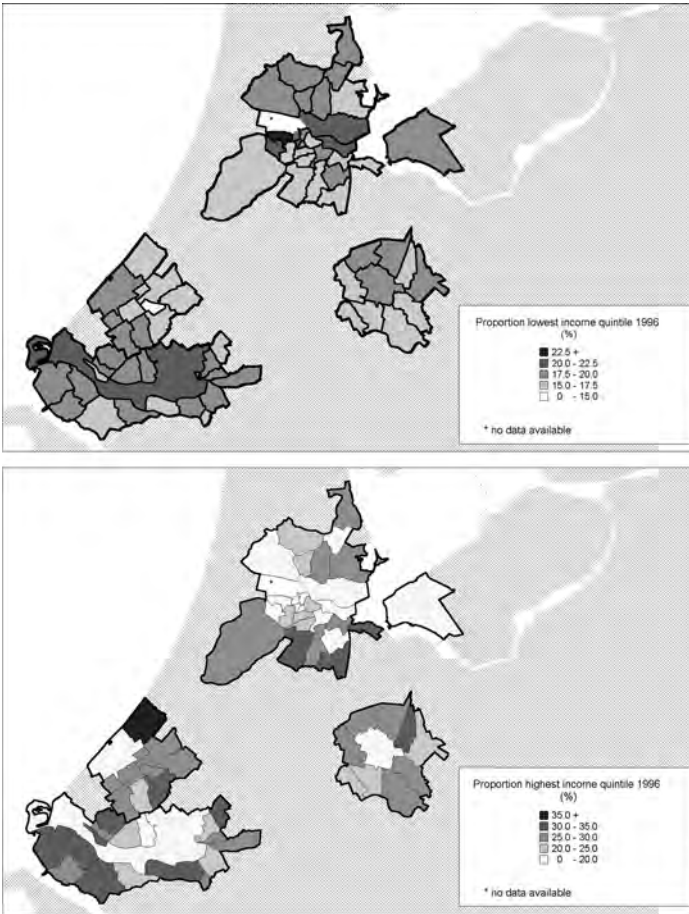 Proportion lowest income quintile 1996
(%)
22.5 +
20.0 - 22.5
17.5 - 20.0
15.0 - 17.5
0 - 15.0
* no data available
Proportion highest income quintile 1996
(%)
35.0 +
30.0 - 35.0
25.0 - 30.0
20.0 - 25.0
0 - 20.0
* no data available